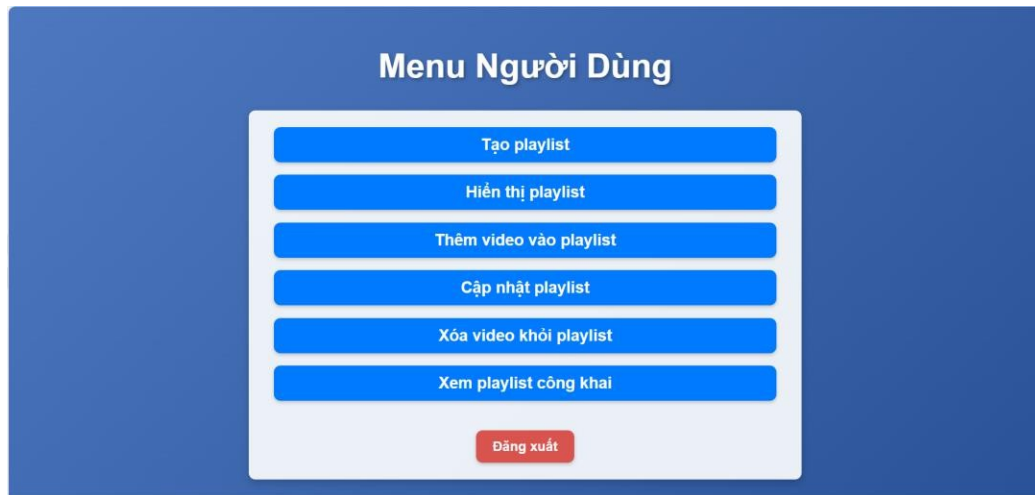 Menu Người Dùng
Tạo playlist
Hiển thị playlist
Thêm video vào playlist
Cập nhật playlist
Xóa video khỏi playlist
Xem playlist công khai
Đăng xuất